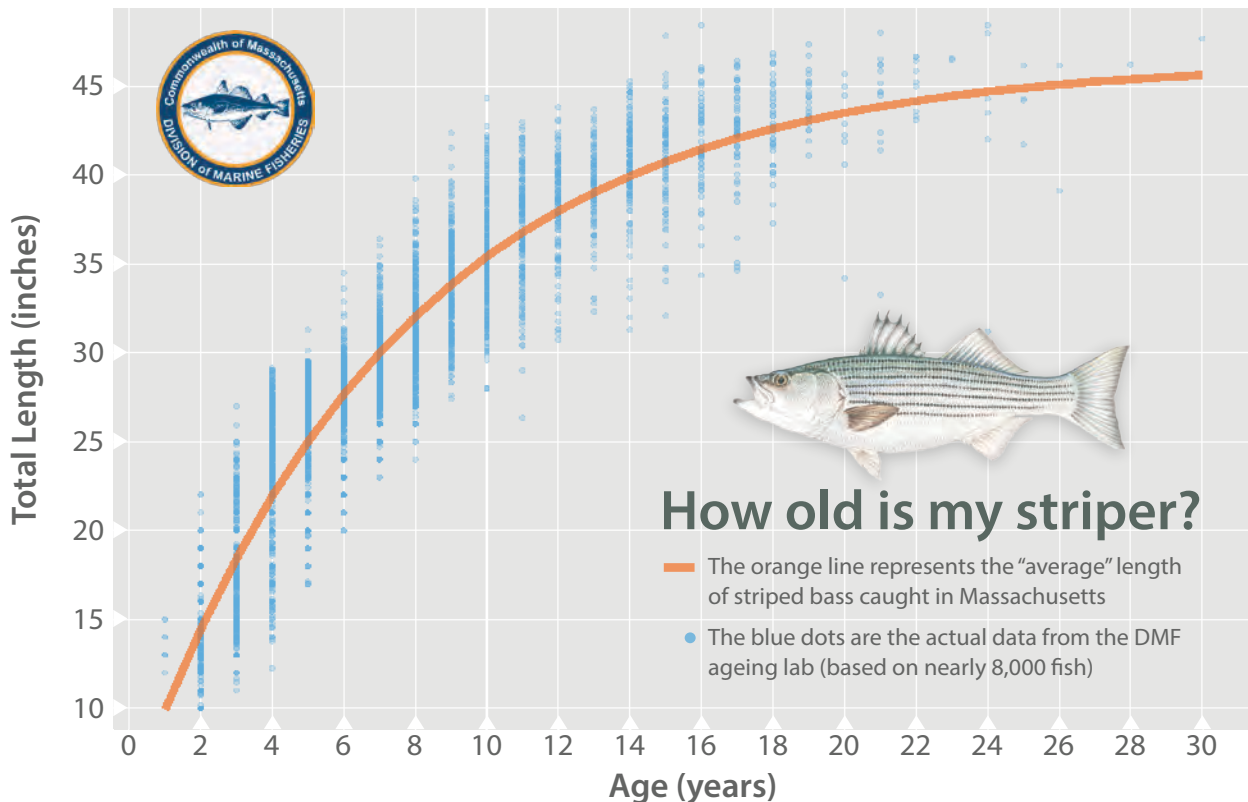 Commonwealth of Massachusetts
DIVISION of MARINE FISHERIES
Total Length (inches)
45
40
35
30
25
20
15
10
0 2 4 6 8 10 12 14 16 18 20 22 24 26 28 30
Age (years)
How old is my striper?
The orange line represents the “average” length
of striped bass caught in Massachusetts
The blue dots are the actual data from the DMF
ageing lab (based on nearly 8,000 fish)